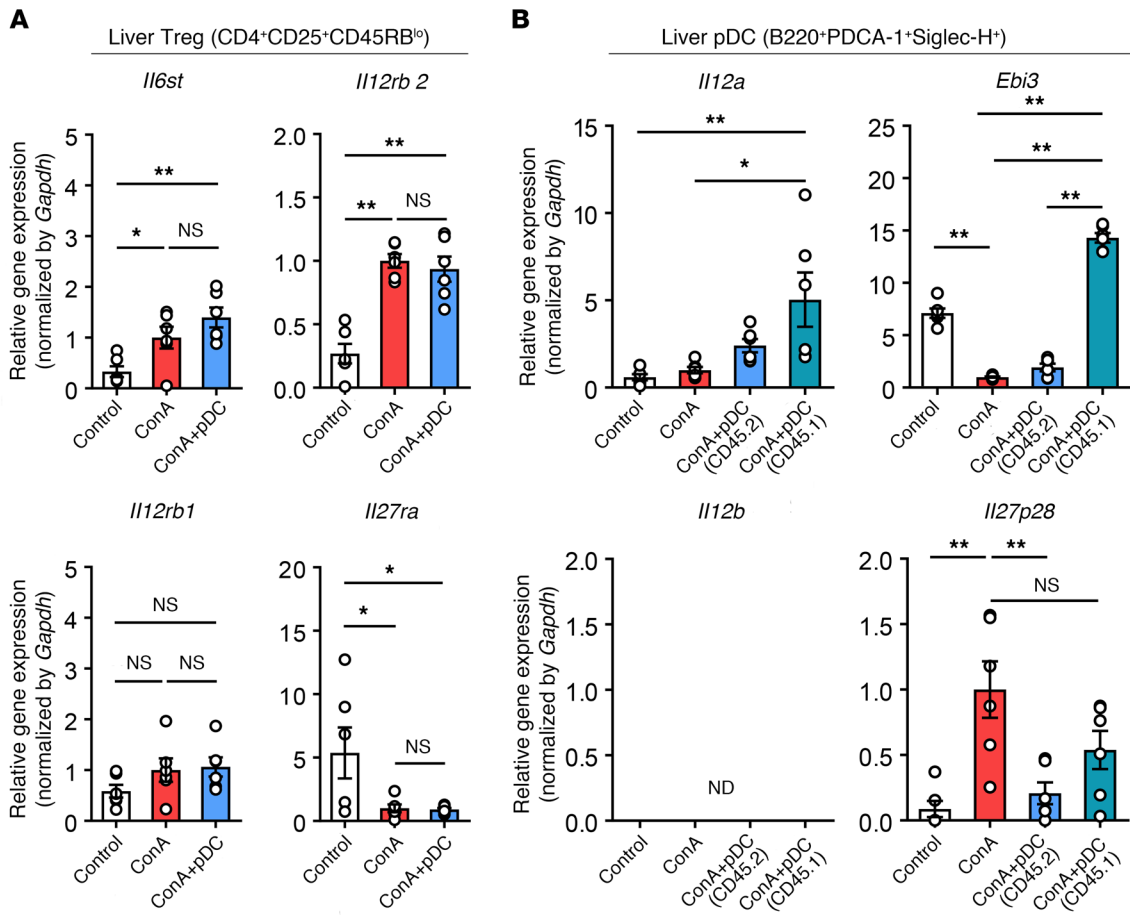 A
Liver Treg (CD4⁺CD25⁺CD45RBˡᵒ)
Il6st
Relative gene expression
(normalized by Gapdh)
5
4
3
2
1
0
**
*
NS
Control
ConA
ConA+pDC
Il12rb 2
2.0
1.5
1.0
0.5
0.0
**
**
NS
Control
ConA
ConA+pDC
Il12rb1
Relative gene expression
(normalized by Gapdh)
5
4
3
2
1
0
NS
NS
NS
Control
ConA
ConA+pDC
Il27ra
20
15
10
5
0
*
*
NS
Control
ConA
ConA+pDC
B
Liver pDC (B220⁺PDCA-1⁺Siglec-H⁺)
Il12a
Relative gene expression
(normalized by Gapdh)
15
10
5
0
**
*
Control
ConA
ConA+pDC
(CD45.2)
ConA+pDC
(CD45.1)
Ebi3
25
20
15
10
5
0
**
**
**
**
Control
ConA
ConA+pDC
(CD45.2)
ConA+pDC
(CD45.1)
Il12b
Relative gene expression
(normalized by Gapdh)
2.0
1.5
1.0
0.5
0.0
ND
Control
ConA
ConA+pDC
(CD45.2)
ConA+pDC
(CD45.1)
Il27p28
2.0
1.5
1.0
0.5
0.0
**
**
NS
Control
ConA
ConA+pDC
(CD45.2)
ConA+pDC
(CD45.1)